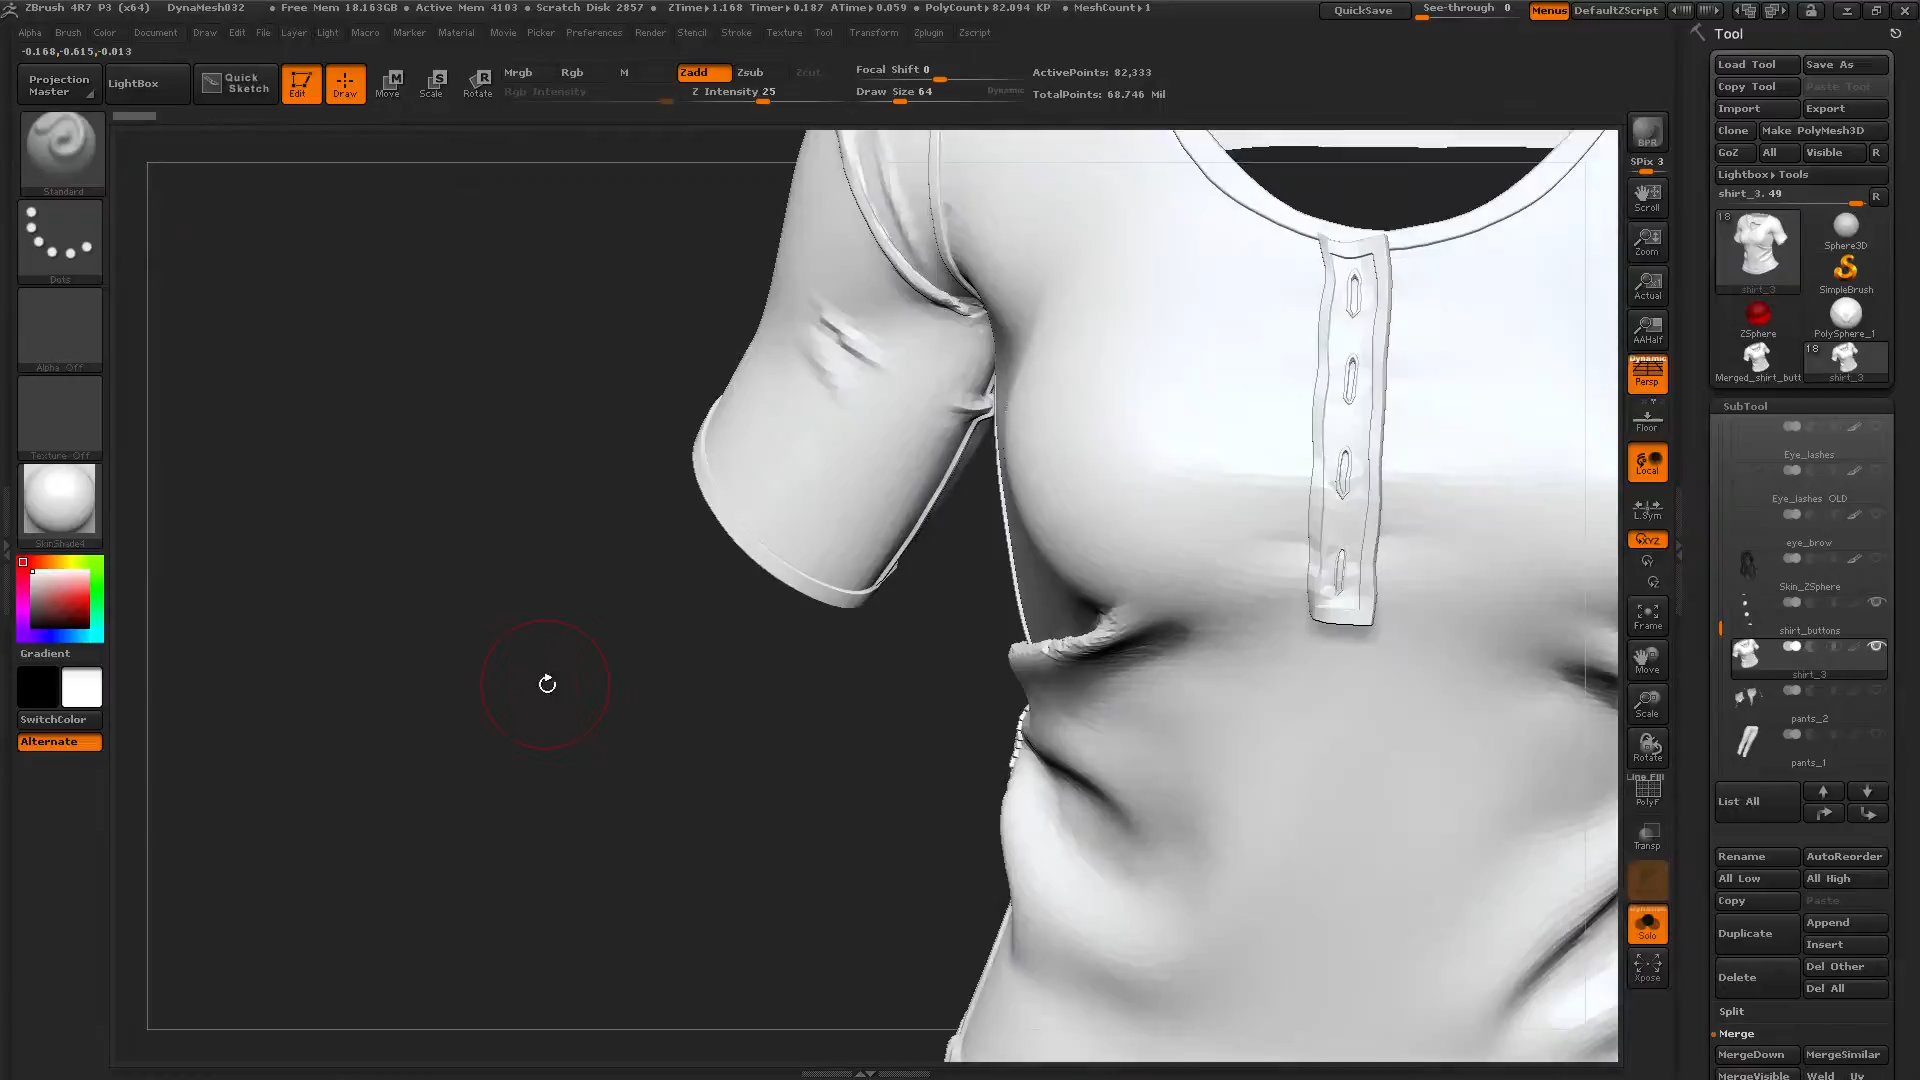 ZBrush 4R7 P3 (x64) DynaMesh032 • Free Mem 18.163GB • Active Mem 4103 • Scratch Disk 2857 • ZTime▸1.168 Timer▸0.187 ATime▸0.059 • PolyCount▸82.094 KP • MeshCount▸1
QuickSave
See-through 0
Menus
DefaultZScript
Alpha Brush Color Document Draw Edit File Layer Light Macro Marker Material Movie Picker Preferences Render Stencil Stroke Texture Tool Transform Zplugin Zscript
-0.168,-0.615,-0.013
Projection Master
LightBox
Quick Sketch
Edit
Draw
Move
Scale
Rotate
Mrgb Rgb M
Rgb Intensity
Zadd Zsub Zcut
Z Intensity 25
Focal Shift 0
Draw Size 64
Dynamic
ActivePoints: 82,333
TotalPoints: 68.746 Mil
Standard
Dots
Alpha Off
Texture Off
SkinShade4
Gradient
SwitchColor
Alternate
BPR
SPix 3
Scroll
Zoom
Actual
AAHalf
Dynamic
Persp
Floor
Local
L.Sym
XYZ
Frame
Move
Scale
Rotate
Line Fill
PolyF
Transp
Solo
Xpose
Tool
Load Tool Save As
Copy Tool Paste Tool
Import Export
Clone Make PolyMesh3D
GoZ All Visible R
Lightbox▸Tools
shirt_3. 49 R
18
shirt_3
Sphere3D
SimpleBrush
ZSphere
PolySphere_1
Merged_shirt_butt
18
shirt_3
SubTool
Eye_lashes
Eye_lashes OLD
eye_brow
Skin_ZSphere
shirt_buttons
shirt_3
pants_2
pants_1
List All
Rename AutoReorder
All Low All High
Copy Paste
Duplicate Append
Insert
Delete Del Other
Del All
Split
Merge
MergeDown MergeSimilar
MergeVisible Weld Uv